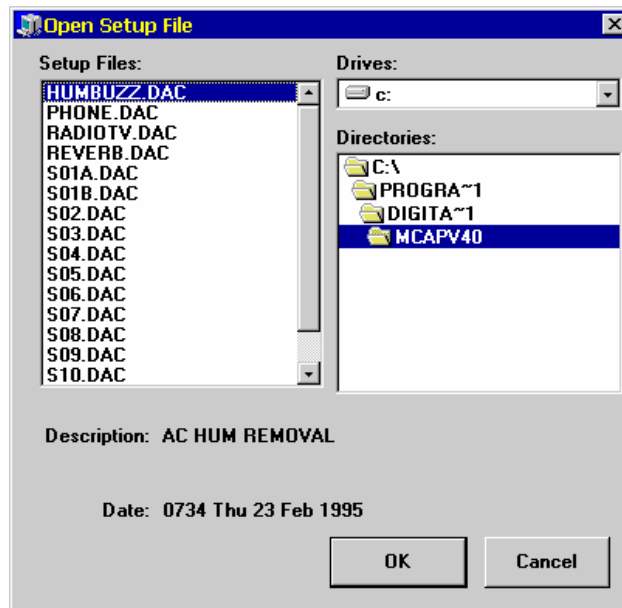 Open Setup File
Setup Files:
HUMBUZZ.DAC
PHONE.DAC
RADIOTV.DAC
REVERB.DAC
S01A.DAC
S01B.DAC
S02.DAC
S03.DAC
S04.DAC
S05.DAC
S06.DAC
S07.DAC
S08.DAC
S09.DAC
S10.DAC
Drives:
c:
Directories:
C:\
PROGRA~1
DIGITA~1
MCAPV40
Description: AC HUM REMOVAL
Date: 0734 Thu 23 Feb 1995
OK
Cancel